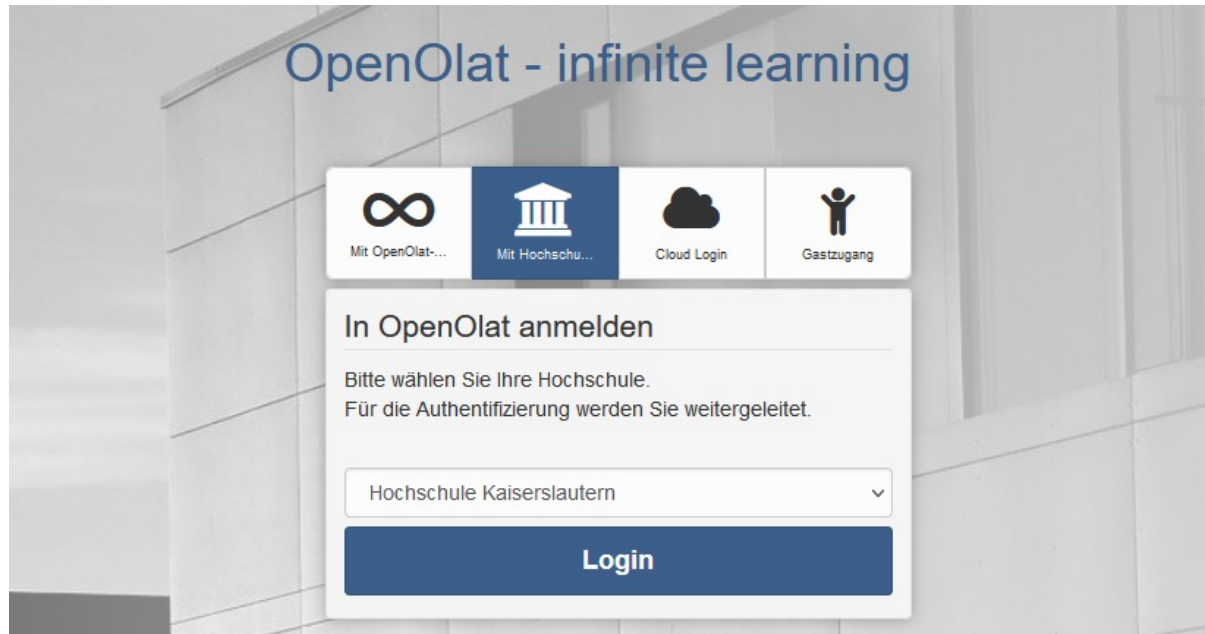 OpenOlat - infinite learning
Mit OpenOlat-...
Mit Hochschu...
Cloud Login
Gastzugang
In OpenOlat anmelden
Bitte wählen Sie Ihre Hochschule.
Für die Authentifizierung werden Sie weitergeleitet.
Hochschule Kaiserslautern
Login